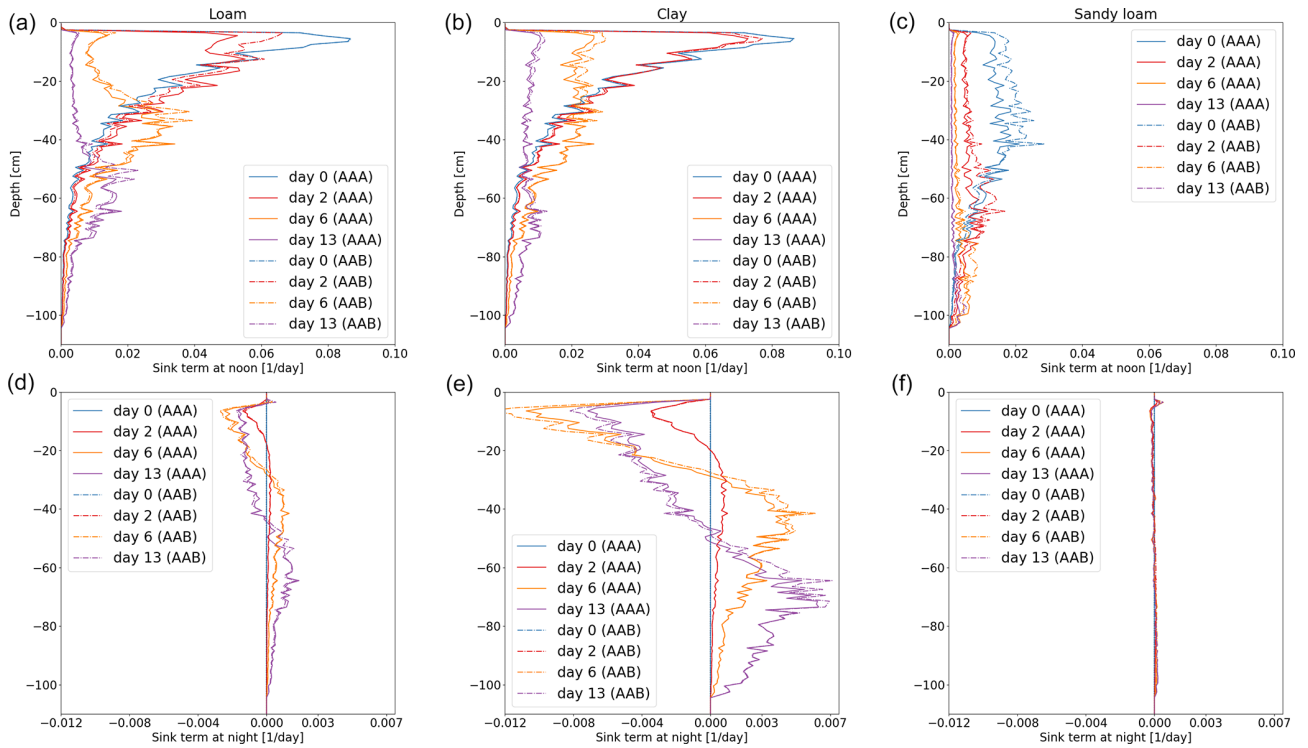 (a)
Loam
0
−20
−40
−60
−80
−100
Depth [cm]
day 0 (AAA)
day 2 (AAA)
day 6 (AAA)
day 13 (AAA)
day 0 (AAB)
day 2 (AAB)
day 6 (AAB)
day 13 (AAB)
0.00 0.02 0.04 0.06 0.08 0.10
Sink term at noon [1/day]
(b)
Clay
0
−20
−40
−60
−80
−100
Depth [cm]
day 0 (AAA)
day 2 (AAA)
day 6 (AAA)
day 13 (AAA)
day 0 (AAB)
day 2 (AAB)
day 6 (AAB)
day 13 (AAB)
0.00 0.02 0.04 0.06 0.08 0.10
Sink term at noon [1/day]
(c)
Sandy loam
0
−20
−40
−60
−80
−100
Depth [cm]
day 0 (AAA)
day 2 (AAA)
day 6 (AAA)
day 13 (AAA)
day 0 (AAB)
day 2 (AAB)
day 6 (AAB)
day 13 (AAB)
0.00 0.02 0.04 0.06 0.08 0.10
Sink term at noon [1/day]
(d)
0
−20
−40
−60
−80
−100
day 0 (AAA)
day 2 (AAA)
day 6 (AAA)
day 13 (AAA)
day 0 (AAB)
day 2 (AAB)
day 6 (AAB)
day 13 (AAB)
−0.012 −0.004 0.000 0.003 0.007
Sink term at night [1/day]
(e)
0
−20
−40
−60
−80
−100
day 0 (AAA)
day 2 (AAA)
day 6 (AAA)
day 13 (AAA)
day 0 (AAB)
day 2 (AAB)
day 6 (AAB)
day 13 (AAB)
−0.012 −0.004 0.000 0.003 0.007
Sink term at night [1/day]
(f)
0
−20
−40
−60
−80
−100
day 0 (AAA)
day 2 (AAA)
day 6 (AAA)
day 13 (AAA)
day 0 (AAB)
day 2 (AAB)
day 6 (AAB)
day 13 (AAB)
−0.012 −0.004 0.000 0.003 0.007
Sink term at night [1/day]